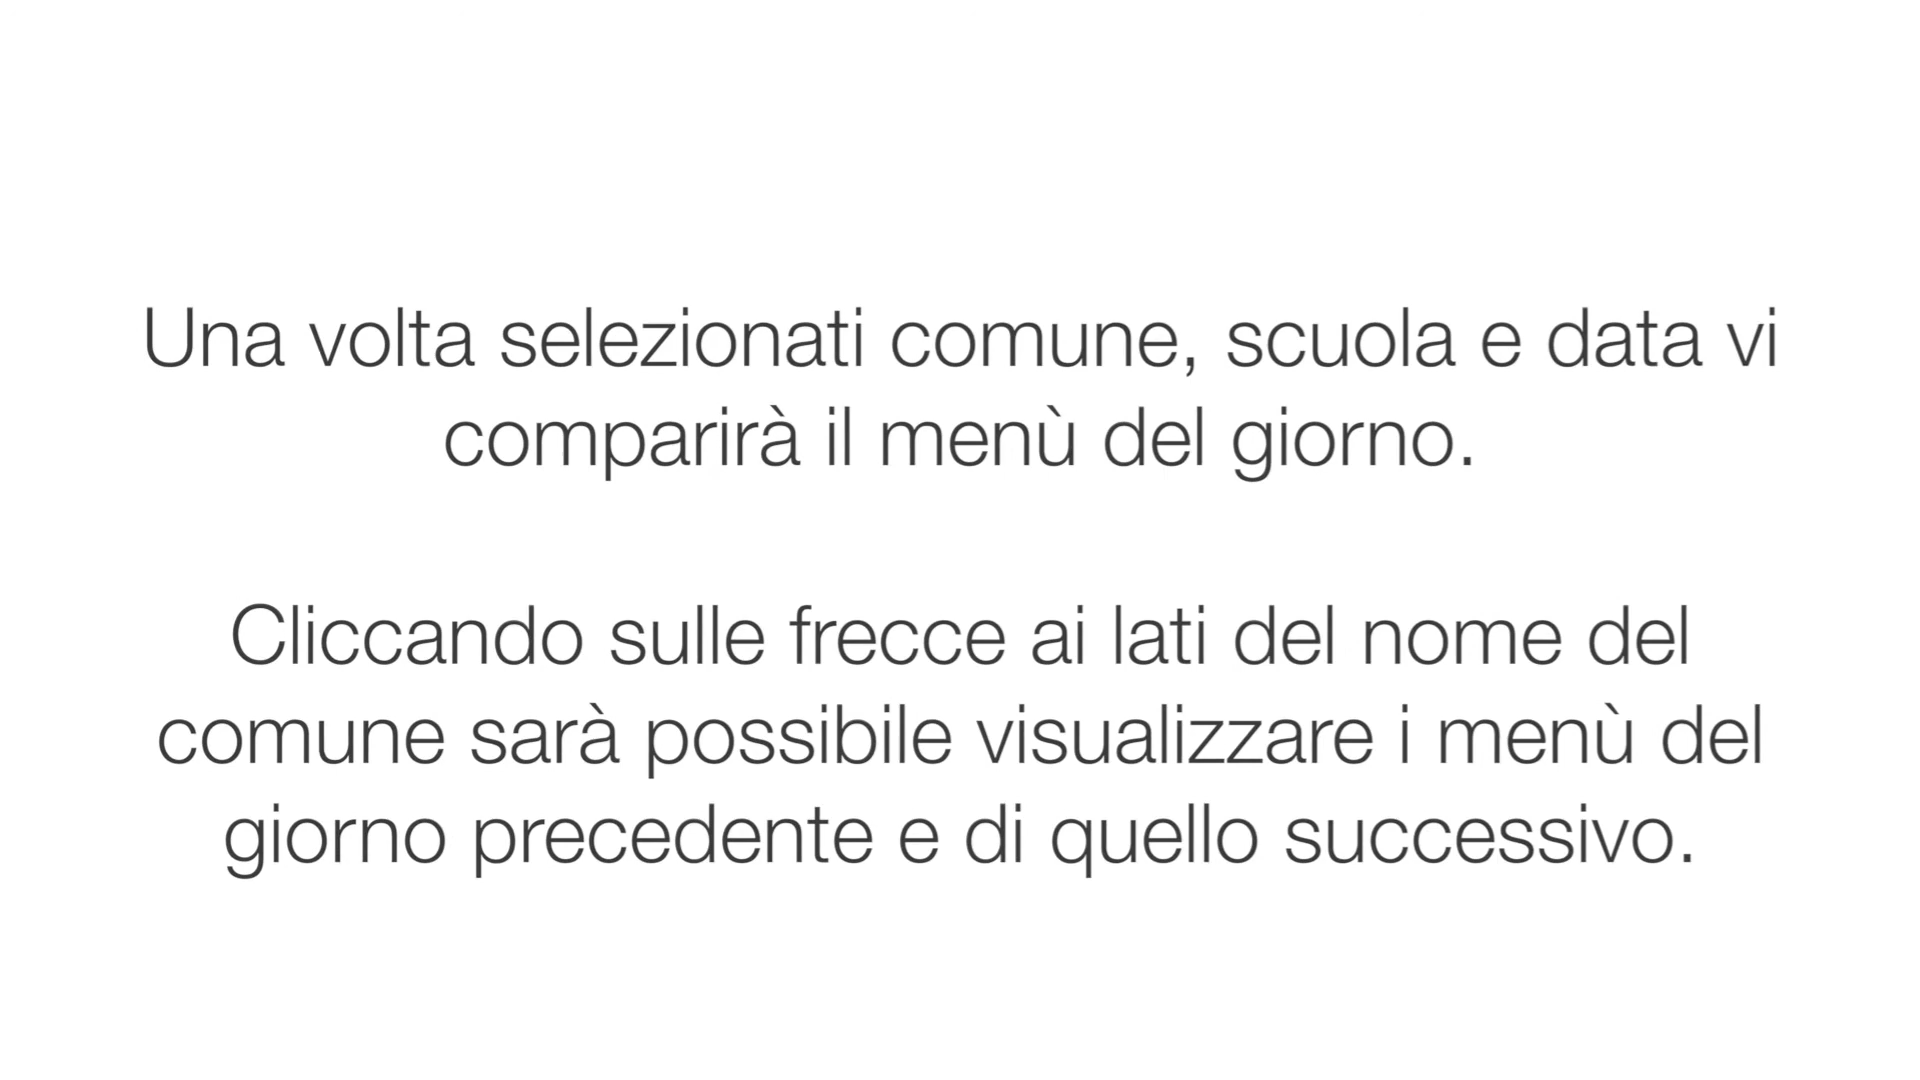 Una volta selezionati comune, scuola e data vi
comparirà il menù del giorno.
Cliccando sulle frecce ai lati del nome del
comune sarà possibile visualizzare i menù del
giorno precedente e di quello successivo.